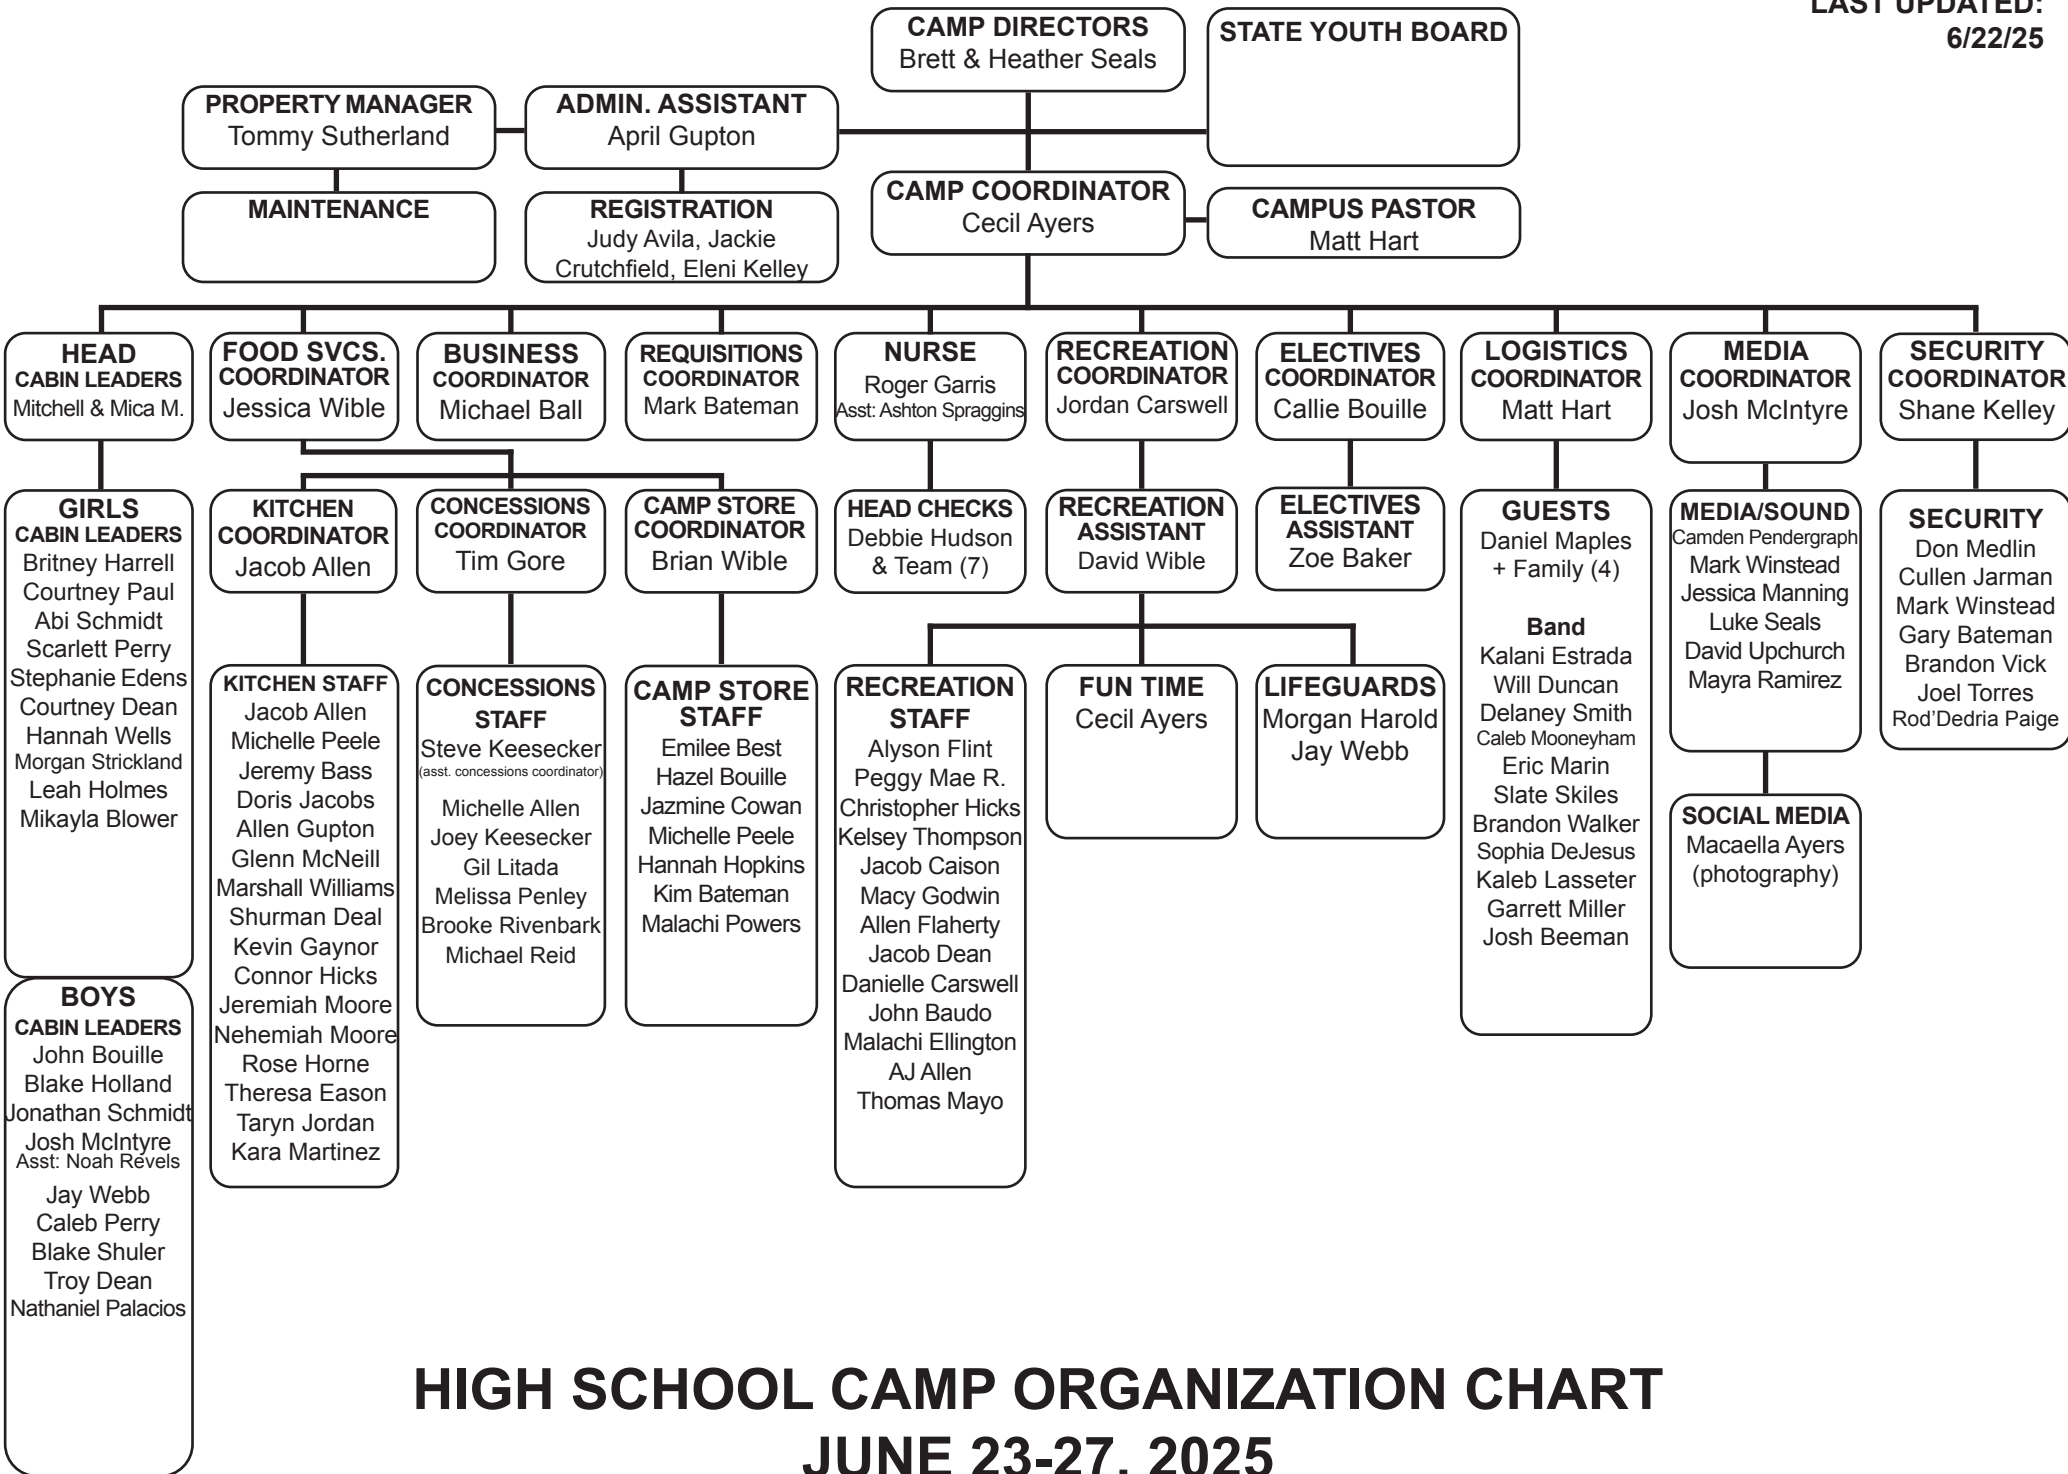 LAST UPDATED:
6/22/25
CAMP DIRECTORS
Brett & Heather Seals
STATE YOUTH BOARD
PROPERTY MANAGER
Tommy Sutherland
ADMIN. ASSISTANT
April Gupton
MAINTENANCE
REGISTRATION
Judy Avila, Jackie
Crutchfield, Eleni Kelley
CAMP COORDINATOR
Cecil Ayers
CAMPUS PASTOR
Matt Hart
HEAD
CABIN LEADERS
Mitchell & Mica M.
FOOD SVCS.
COORDINATOR
Jessica Wible
BUSINESS
COORDINATOR
Michael Ball
REQUISITIONS
COORDINATOR
Mark Bateman
NURSE
Roger Garris
Asst: Ashton Spraggins
RECREATION
COORDINATOR
Jordan Carswell
ELECTIVES
COORDINATOR
Callie Bouille
LOGISTICS
COORDINATOR
Matt Hart
MEDIA
COORDINATOR
Josh McIntyre
SECURITY
COORDINATOR
Shane Kelley
GIRLS
CABIN LEADERS
Britney Harrell
Courtney Paul
Abi Schmidt
Scarlett Perry
Stephanie Edens
Courtney Dean
Hannah Wells
Morgan Strickland
Leah Holmes
Mikayla Blower
BOYS
CABIN LEADERS
John Bouille
Blake Holland
Jonathan Schmidt
Josh McIntyre
Asst: Noah Revels
Jay Webb
Caleb Perry
Blake Shuler
Troy Dean
Nathaniel Palacios
KITCHEN
COORDINATOR
Jacob Allen
KITCHEN STAFF
Jacob Allen
Michelle Peele
Jeremy Bass
Doris Jacobs
Allen Gupton
Glenn McNeill
Marshall Williams
Shurman Deal
Kevin Gaynor
Connor Hicks
Jeremiah Moore
Nehemiah Moore
Rose Horne
Theresa Eason
Taryn Jordan
Kara Martinez
CONCESSIONS
COORDINATOR
Tim Gore
CONCESSIONS
STAFF
Steve Keesecker
(asst. concessions coordinator)
Michelle Allen
Joey Keesecker
Gil Litada
Melissa Penley
Brooke Rivenbark
Michael Reid
CAMP STORE
COORDINATOR
Brian Wible
CAMP STORE
STAFF
Emilee Best
Hazel Bouille
Jazmine Cowan
Michelle Peele
Hannah Hopkins
Kim Bateman
Malachi Powers
HEAD CHECKS
Debbie Hudson
& Team (7)
RECREATION
ASSISTANT
David Wible
RECREATION
STAFF
Alyson Flint
Peggy Mae R.
Christopher Hicks
Kelsey Thompson
Jacob Caison
Macy Godwin
Allen Flaherty
Jacob Dean
Danielle Carswell
John Baudo
Malachi Ellington
AJ Allen
Thomas Mayo
FUN TIME
Cecil Ayers
LIFEGUARDS
Morgan Harold
Jay Webb
ELECTIVES
ASSISTANT
Zoe Baker
GUESTS
Daniel Maples
+ Family (4)
Band
Kalani Estrada
Will Duncan
Delaney Smith
Caleb Mooneyham
Eric Marin
Slate Skiles
Brandon Walker
Sophia DeJesus
Kaleb Lasseter
Garrett Miller
Josh Beeman
MEDIA/SOUND
Camden Pendergraph
Mark Winstead
Jessica Manning
Luke Seals
David Upchurch
Mayra Ramirez
SOCIAL MEDIA
Macaella Ayers
(photography)
SECURITY
Don Medlin
Cullen Jarman
Mark Winstead
Gary Bateman
Brandon Vick
Joel Torres
Rod'Dedria Paige
HIGH SCHOOL CAMP ORGANIZATION CHART
JUNE 23-27, 2025